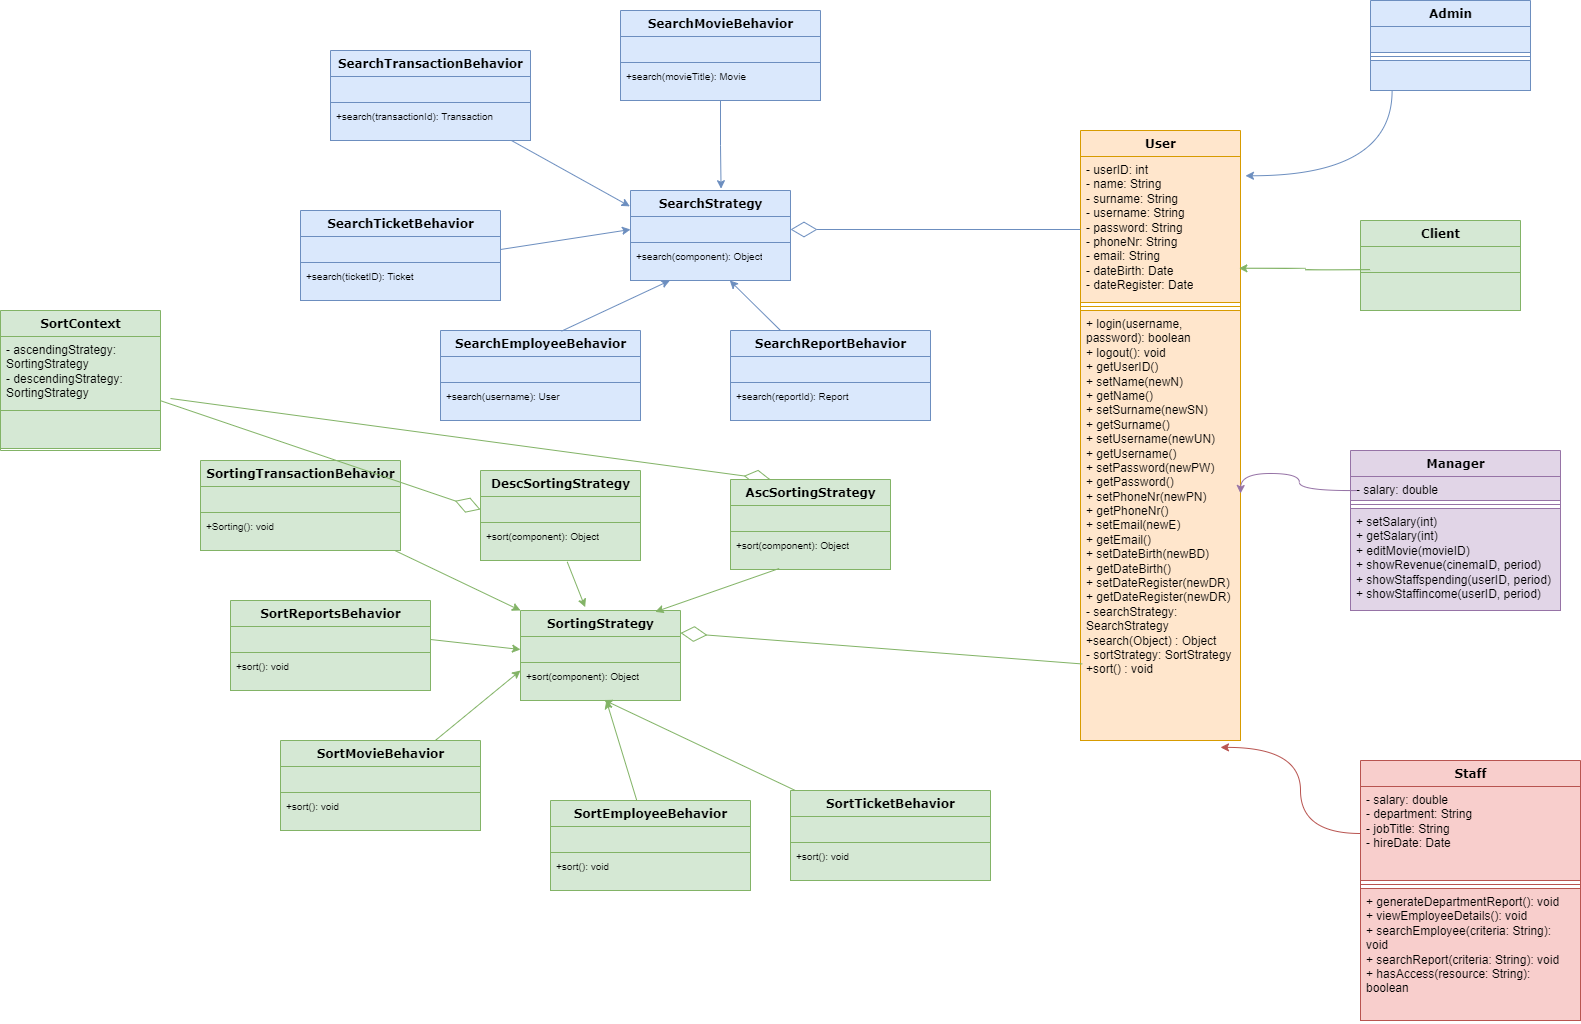 SearchMovieBehavior
+search(movieTitle): Movie
SearchTransactionBehavior
+search(transactionId): Transaction
SearchStrategy
+search(component): Object
SearchTicketBehavior
+search(ticketID): Ticket
SearchEmployeeBehavior
+search(username): User
SearchReportBehavior
+search(reportId): Report
Admin
User
- userID: int
- name: String
- surname: String
- username: String
- password: String
- phoneNr: String
- email: String
- dateBirth: Date
- dateRegister: Date
+ login(username,
password): boolean
+ logout(): void
+ getUserID()
+ setName(newN)
+ getName()
+ setSurname(newSN)
+ getSurname()
+ setUsername(newUN)
+ getUsername()
+ setPassword(newPW)
+ getPassword()
+ setPhoneNr(newPN)
+ getPhoneNr()
+ setEmail(newE)
+ getEmail()
+ setDateBirth(newBD)
+ getDateBirth()
+ setDateRegister(newDR)
+ getDateRegister(newDR)
- searchStrategy:
SearchStrategy
+search(Object) : Object
- sortStrategy: SortStrategy
+sort() : void
Client
SortContext
- ascendingStrategy:
SortingStrategy
- descendingStrategy:
SortingStrategy
SortingTransactionBehavior
+Sorting(): void
DescSortingStrategy
+sort(component): Object
AscSortingStrategy
+sort(component): Object
Manager
- salary: double
+ setSalary(int)
+ getSalary(int)
+ editMovie(movieID)
+ showRevenue(cinemaID, period)
+ showStaffspending(userID, period)
+ showStaffincome(userID, period)
SortReportsBehavior
+sort(): void
SortingStrategy
+sort(component): Object
SortMovieBehavior
+sort(): void
SortEmployeeBehavior
+sort(): void
SortTicketBehavior
+sort(): void
Staff
- salary: double
- department: String
- jobTitle: String
- hireDate: Date
+ generateDepartmentReport(): void
+ viewEmployeeDetails(): void
+ searchEmployee(criteria: String):
void
+ searchReport(criteria: String): void
+ hasAccess(resource: String):
boolean